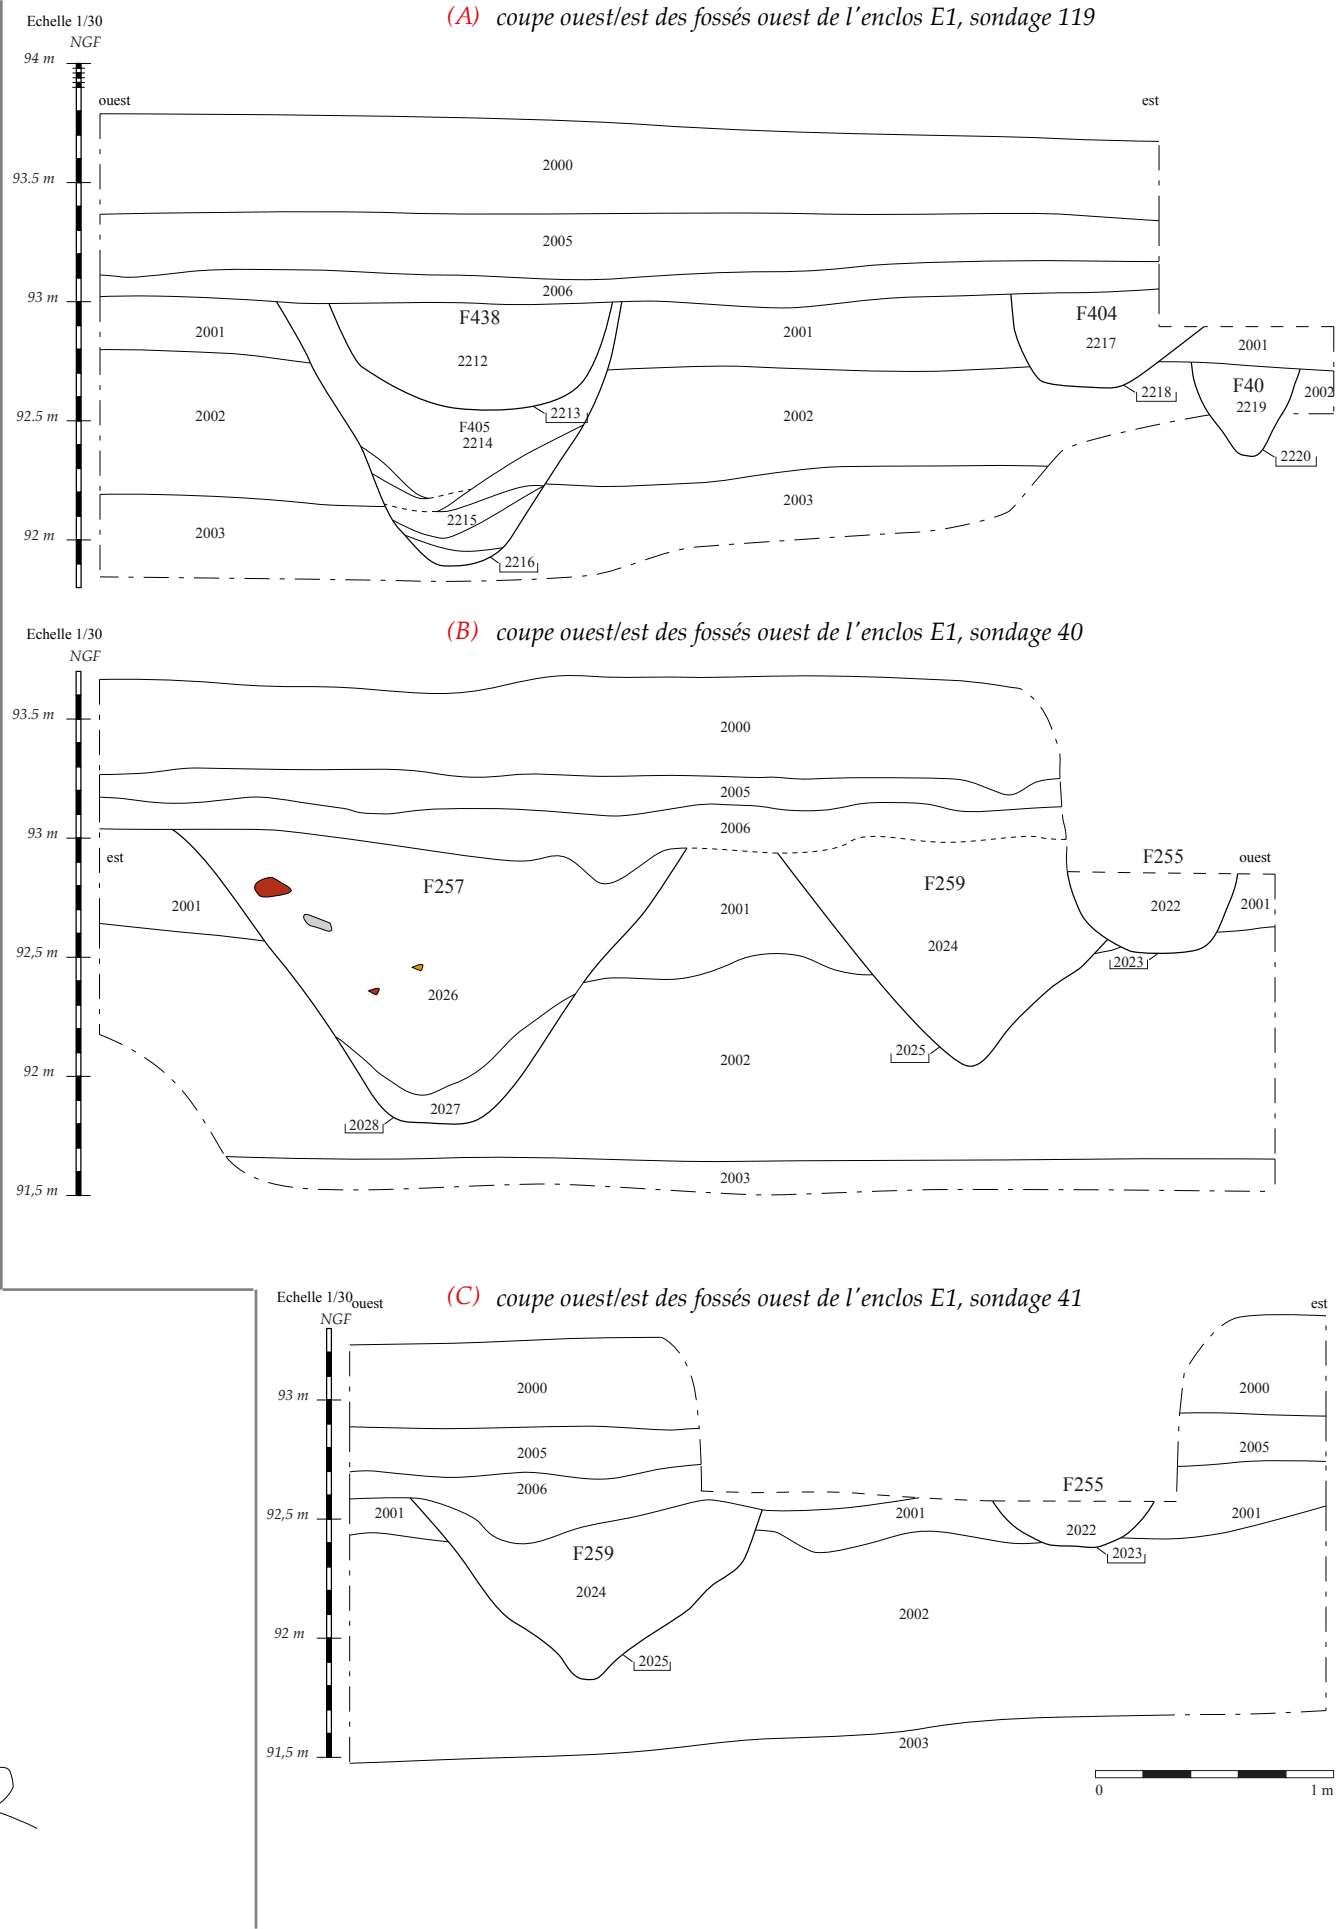 Echelle 1/30
(A) coupe ouest/est des fossés ouest de l'enclos E1, sondage 119
NGF
94 m
ouest
est
2000
93.5 m
2005
2006
93 m
F438
F404
2001
2001
2217
2001
2212
F40
2218
2002
2002
2002
2213
2219
92.5 m
F405
2214
2220
2003
2215
2003
92 m
2216
Echelle 1/30
(B) coupe ouest/est des fossés ouest de l'enclos E1, sondage 40
NGF
93.5 m
2000
2005
2006
93 m
est
F255
ouest
F257
F259
2001
2001
2022
2001
2024
92.5 m
2023
2026
2025
2002
92 m
2027
2028
2003
91,5 m
Echelle 1/30
ouest
(C) coupe ouest/est des fossés ouest de l'enclos E1, sondage 41
est
NGF
93 m
2000
2000
2005
2005
2006
F255
92,5 m
2001
2001
2001
2022
F259
2023
2024
2002
92 m
2025
91,5 m
2003
0
1 m